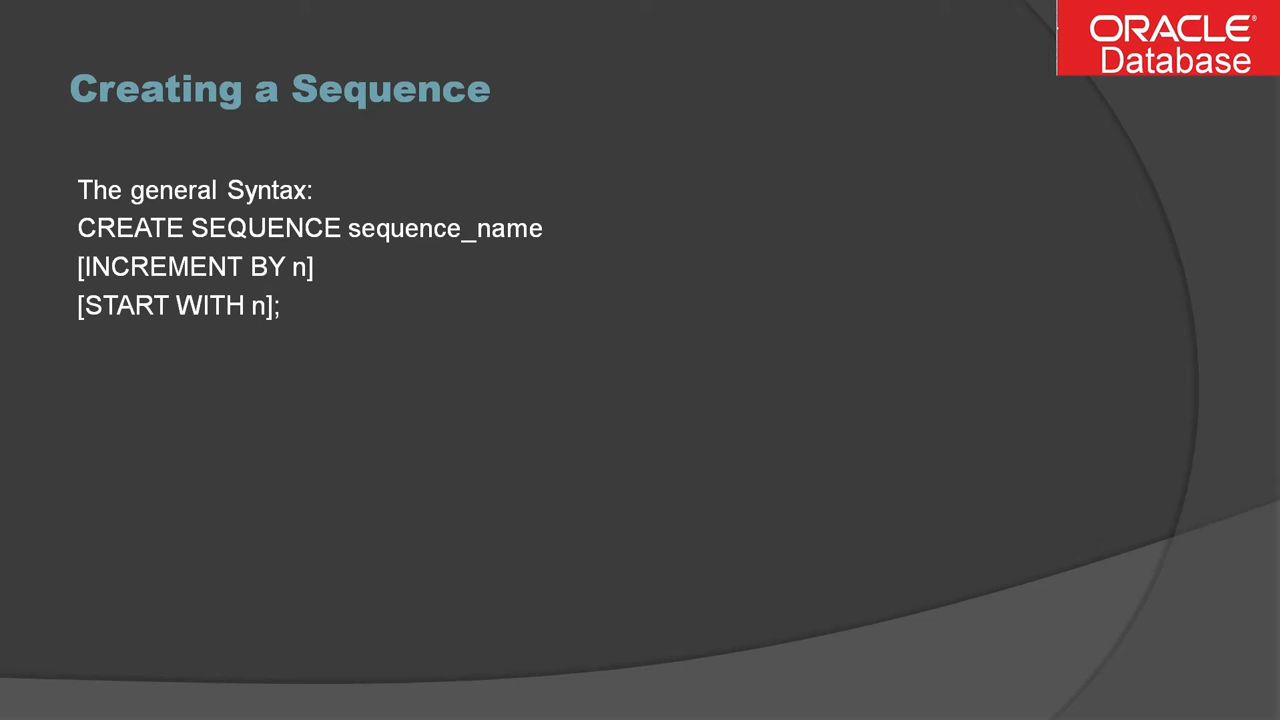 ORACLE®
Database
Creating a Sequence
The general Syntax:
CREATE SEQUENCE sequence_name
[INCREMENT BY n]
[START WITH n];